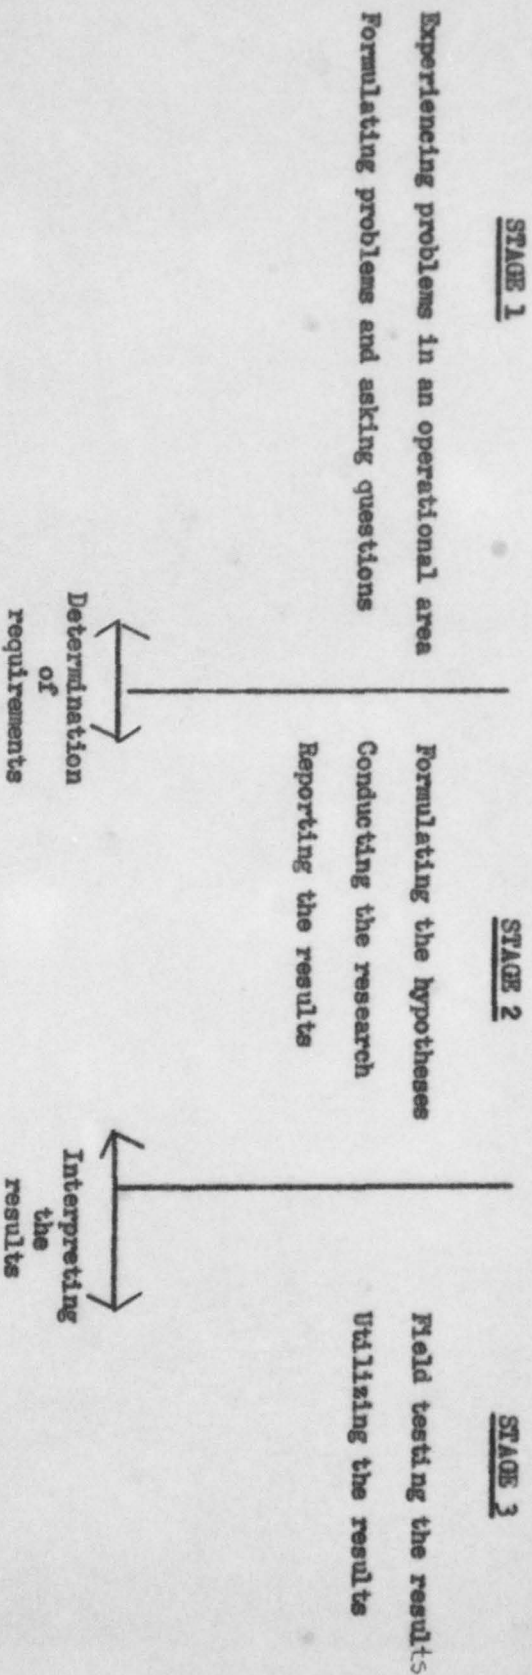 STAGE 1
Experiencing problems in an operational area
Formulating problems and asking questions
Determination
of
requirements
STAGE 2
Formulating the hypotheses
Conducting the research
Reporting the results
Interpreting
the
results
STAGE 3
Field testing the results
Utilizing the results